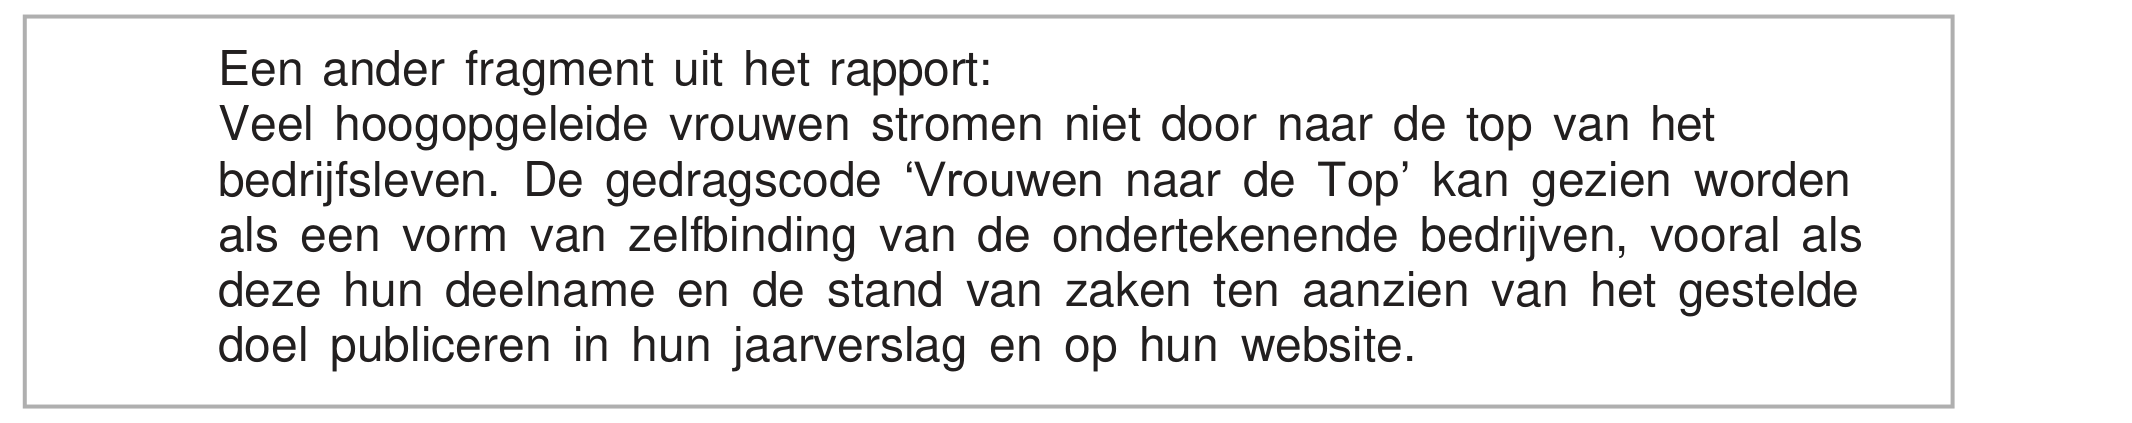 Een ander fragment uit het rapport:
Veel hoogopgeleide vrouwen stromen niet door naar de top van het
bedrijfsleven. De gedragscode ‘Vrouwen naar de Top’ kan gezien worden
als een vorm van zelfbinding van de ondertekenende bedrijven, vooral als
deze hun deelname en de stand van zaken ten aanzien van het gestelde
doel publiceren in hun jaarverslag en op hun website.